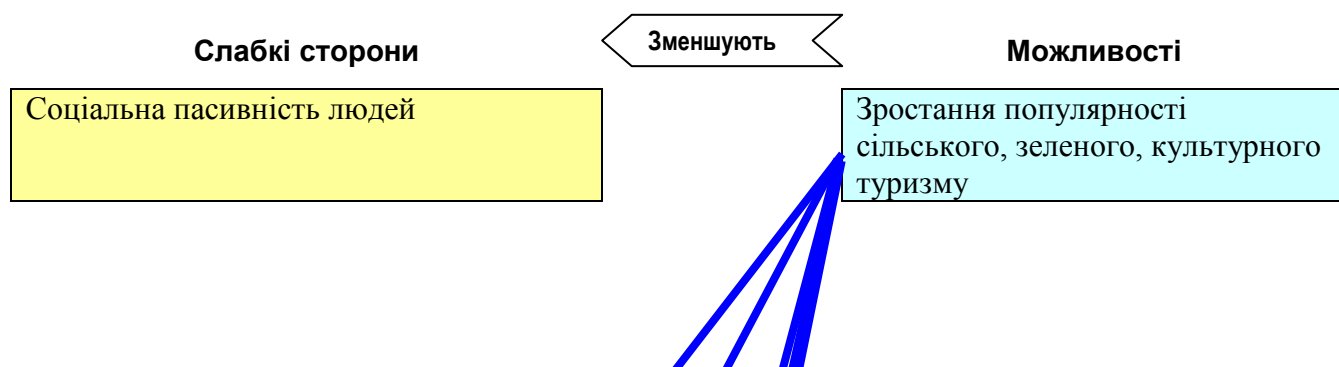 Слабкі сторони
Зменшують
Можливості
Соціальна пасивність людей
Зростання популярності
сільського, зеленого, культурного
туризму